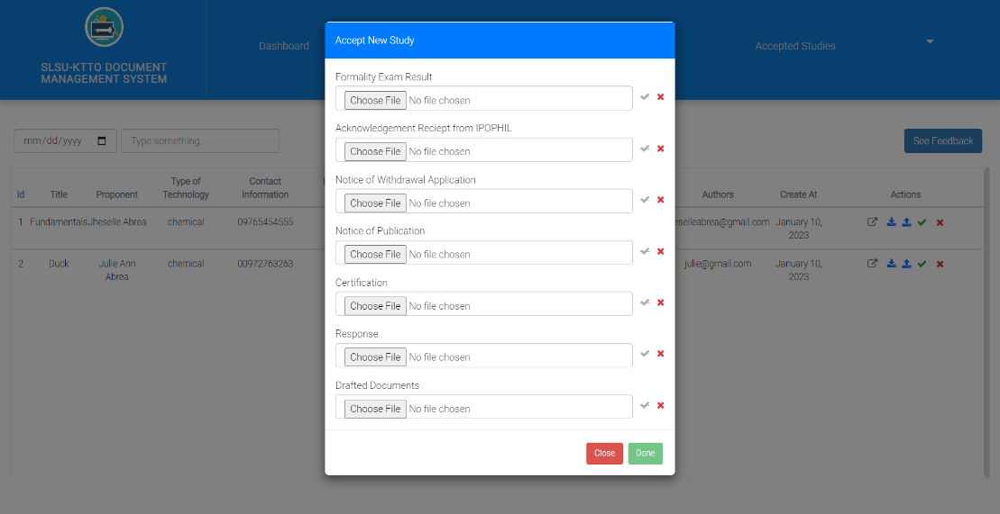 SLSU-KTTO DOCUMENT
MANAGEMENT SYSTEM
Dashboard
Accepted Studies
Accept New Study
Formality Exam Result
Choose File No file chosen
Acknowledgement Reciept from IPOPHIL
Choose File No file chosen
Notice of Withdrawal Application
Choose File No file chosen
Notice of Publication
Choose File No file chosen
Certification
Choose File No file chosen
Response
Choose File No file chosen
Drafted Documents
Choose File No file chosen
Close Done
mm/dd/yyyy Type something... See Feedback
Id Title Proponent Type of Technology Contact Information Authors Create At Actions
1 Fundamentals Jheselle Abrea chemical 09765454555 eselleabrea@gmail.com January 10, 2023
2 Duck Julie Ann Abrea chemical 00972763263 julie@gmail.com January 10, 2023